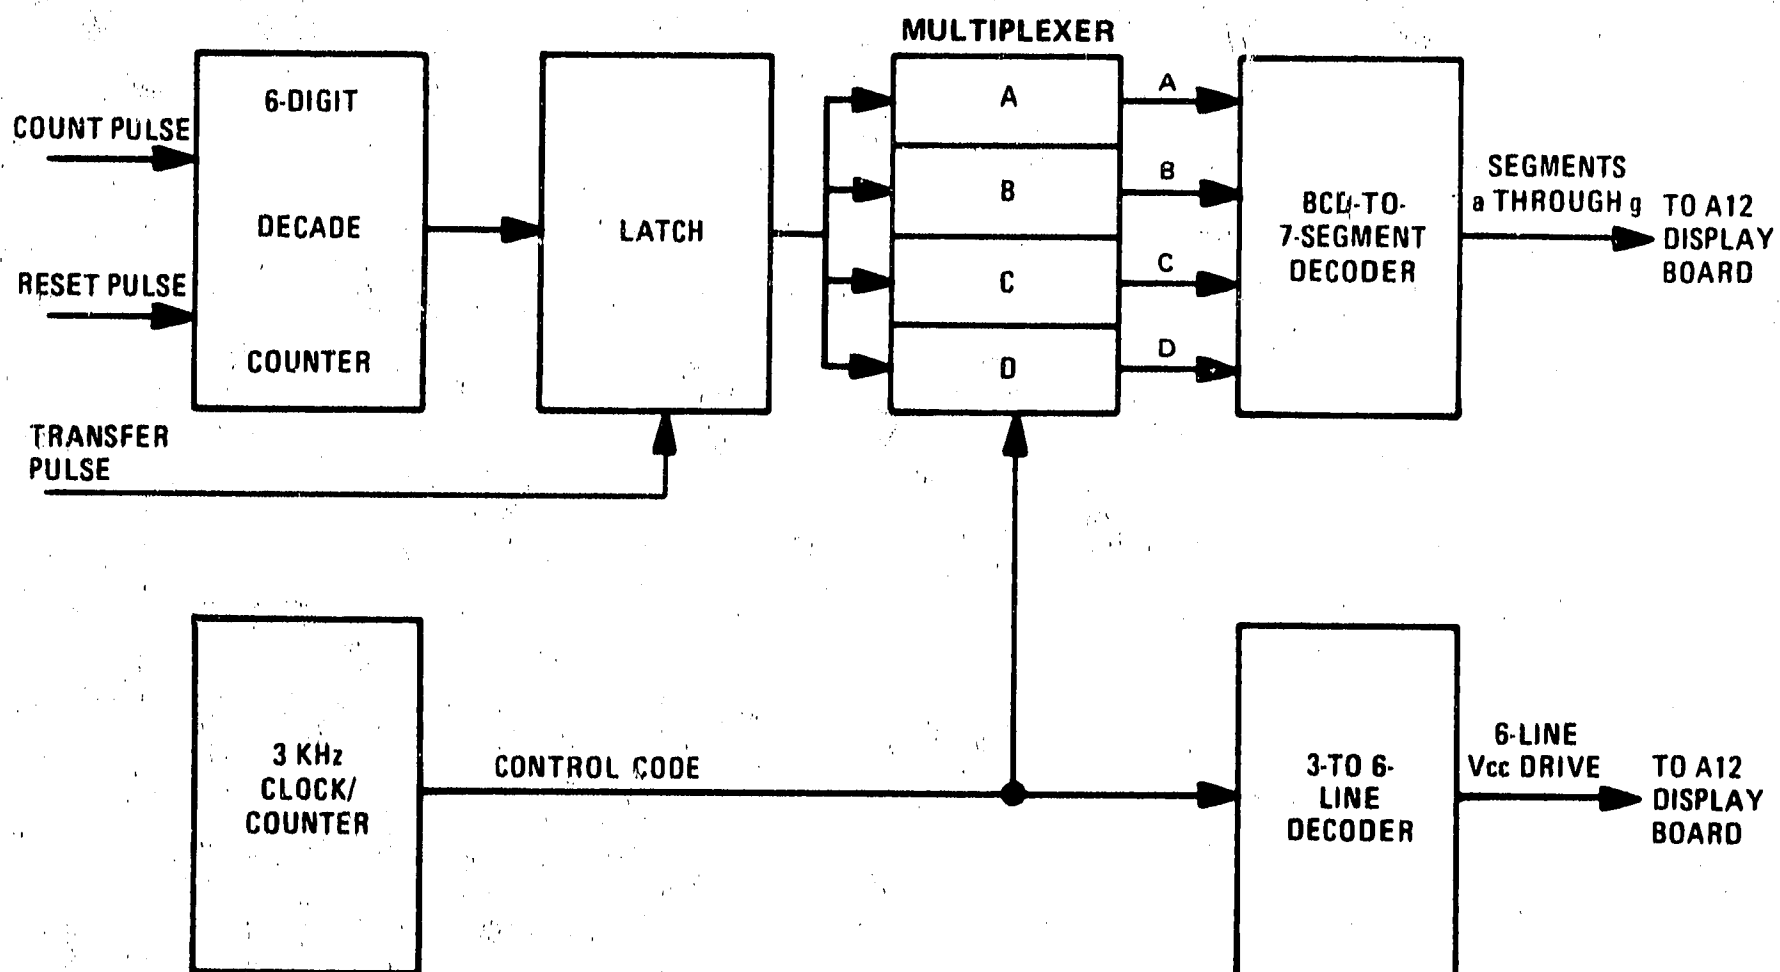 MULTIPLEXER
6-DIGIT
DECADE
COUNTER
COUNT PULSE
RESET PULSE
TRANSFER
PULSE
LATCH
A
B
C
D
A
B
C
D
BCD-TO-
7-SEGMENT
DECODER
SEGMENTS
a THROUGH g
TO A12
DISPLAY
BOARD
3 KHz
CLOCK/
COUNTER
CONTROL CODE
3-TO 6-
LINE
DECODER
6-LINE
Vcc DRIVE
TO A12
DISPLAY
BOARD